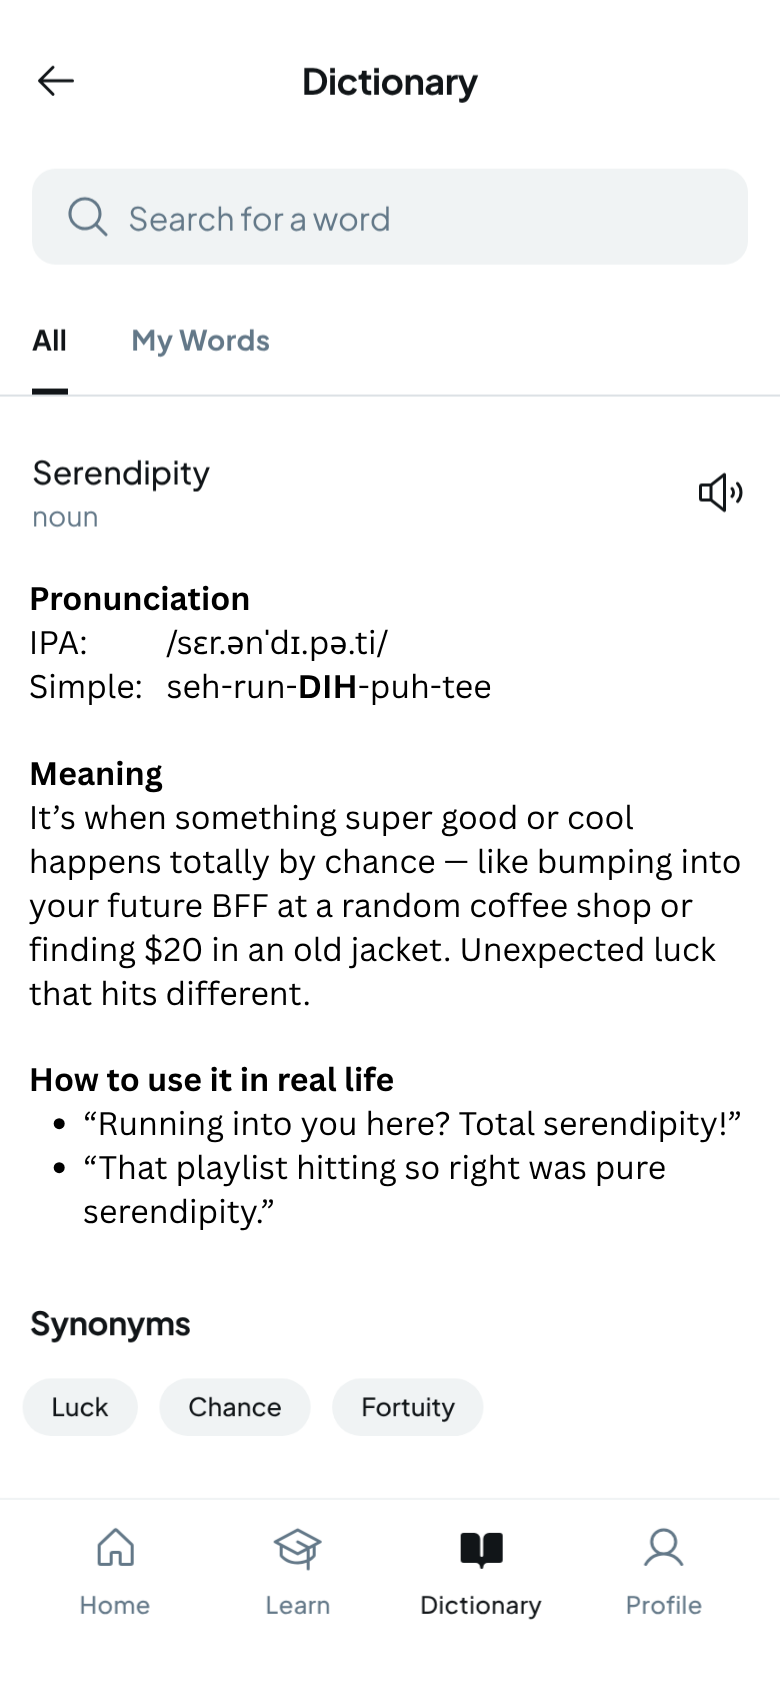 Dictionary
Search for a word
All My Words
Serendipity
noun
Pronunciation
IPA: /sɛr.ənˈdɪ.pə.ti/
Simple: seh-run-DIH-puh-tee
Meaning
It’s when something super good or cool
happens totally by chance — like bumping into
your future BFF at a random coffee shop or
finding $20 in an old jacket. Unexpected luck
that hits different.
How to use it in real life
• “Running into you here? Total serendipity!”
• “That playlist hitting so right was pure
serendipity.”
Synonyms
Luck Chance Fortuity
Home Learn Dictionary Profile